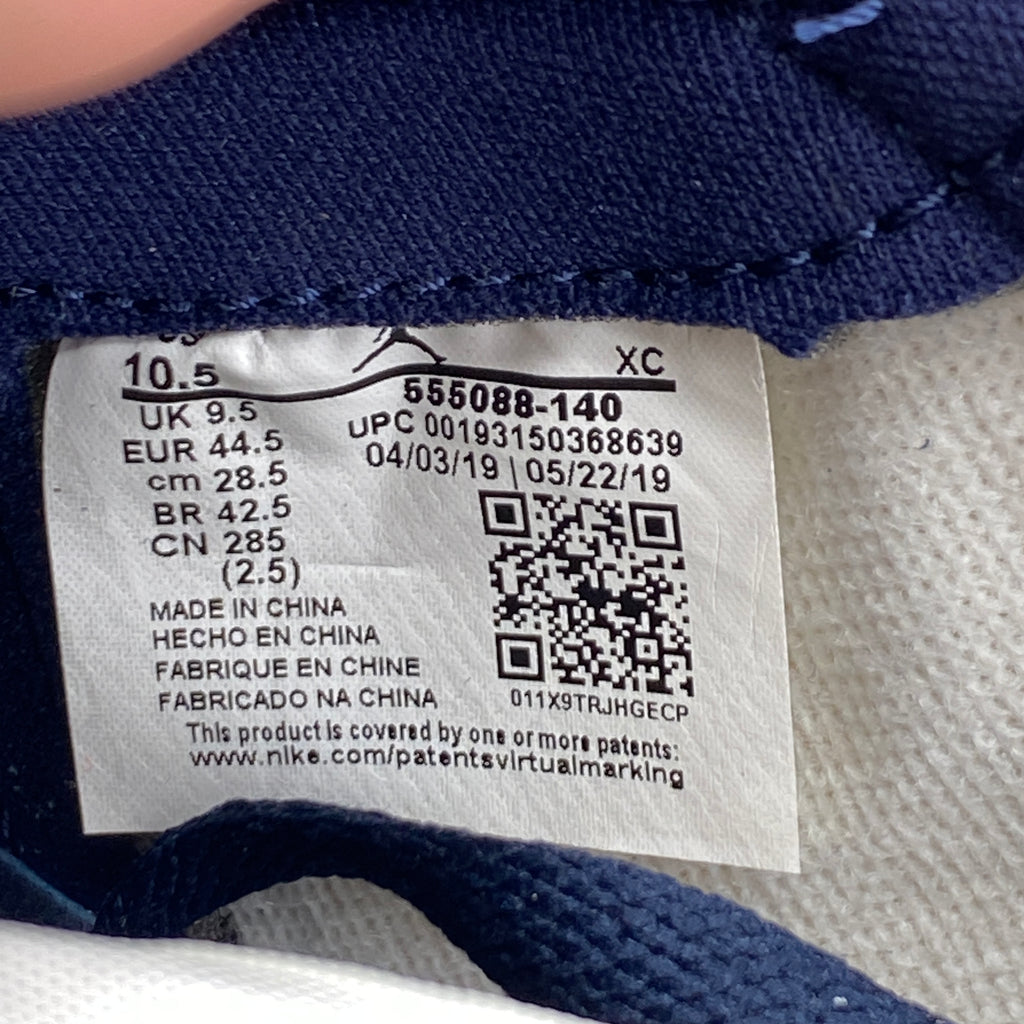 10.5
XC
UK 9.5
EUR 44.5
cm 28.5
BR 42.5
CN 285
(2.5)
555088-140
UPC 00193150368639
04/03/19 | 05/22/19
MADE IN CHINA
HECHO EN CHINA
FABRIQUE EN CHINE
FABRICADO NA CHINA
011X9TRJHGECP
This product is covered by one or more patents:
www.nike.com/patentsvirtualmarking